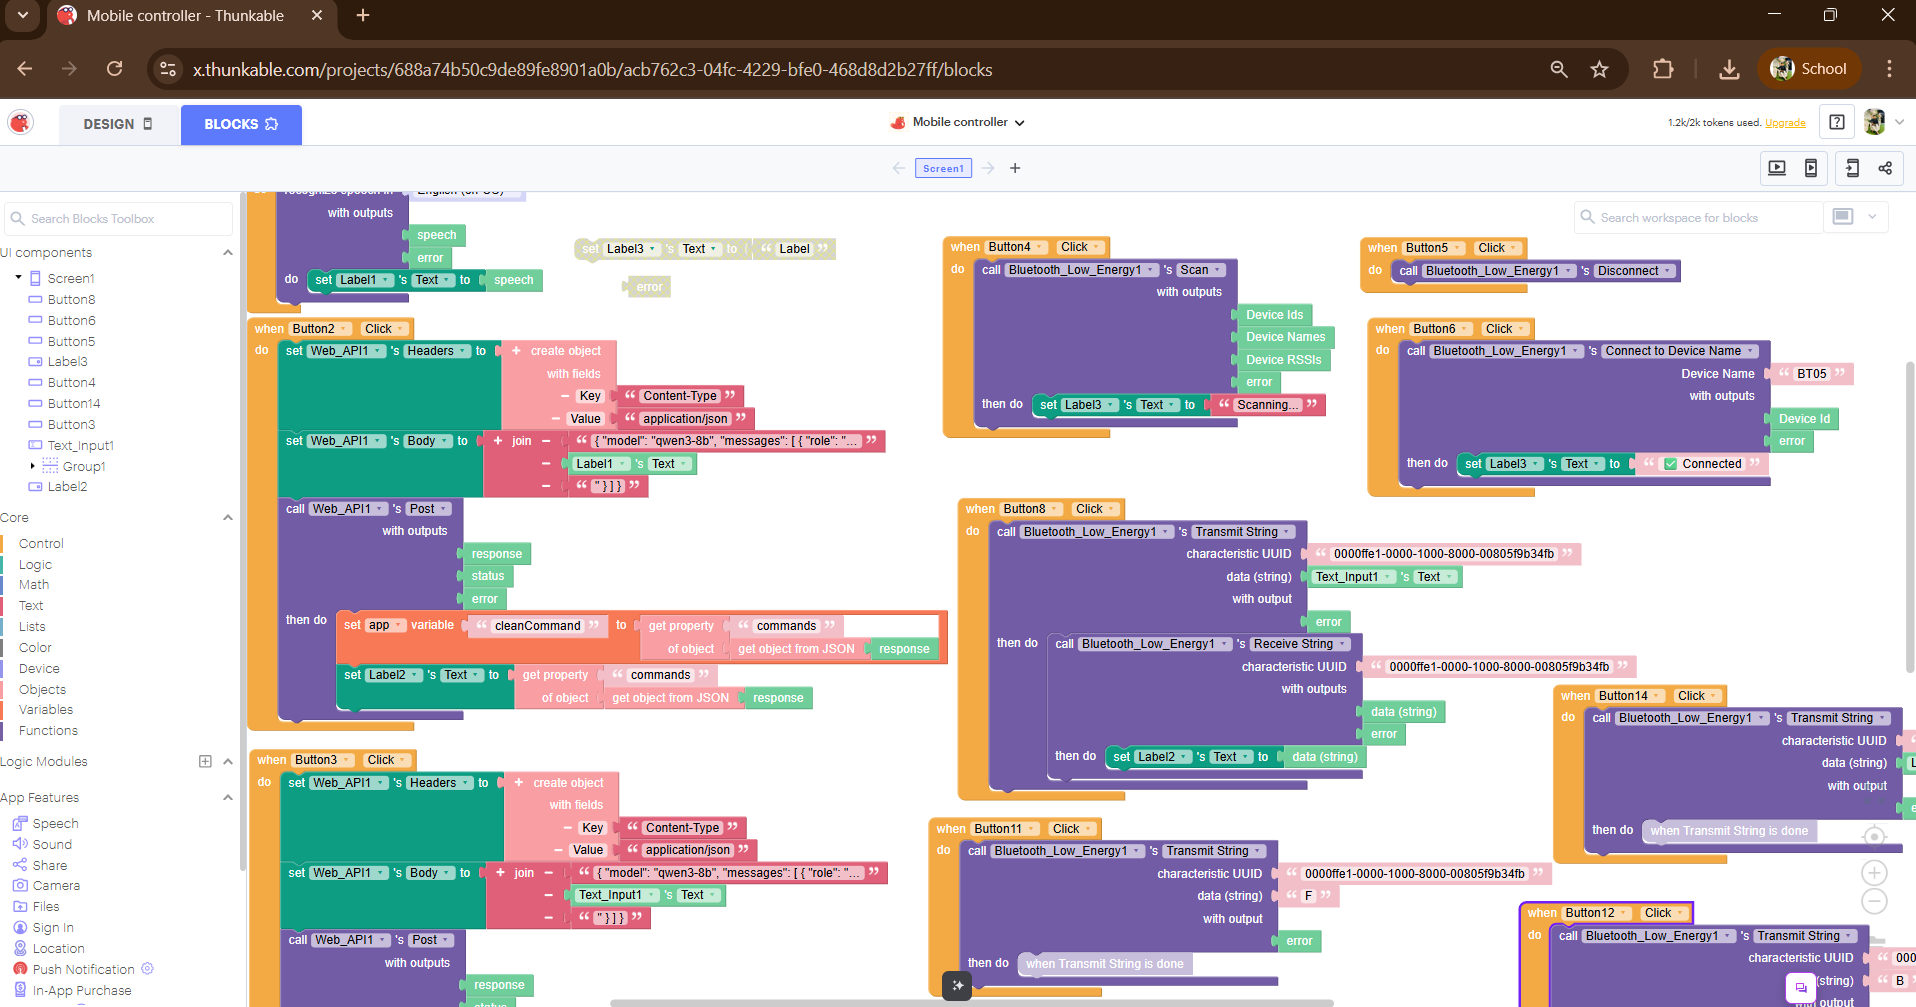 Mobile controller - Thunkable
x.thunkable.com/projects/688a74b50c9de89fe8901a0b/acb762c3-04fc-4229-bfe0-468d8d2b27ff/blocks
School
DESIGN
BLOCKS
Mobile controller
1.2k/2k tokens used. Upgrade
Screen1
Search Blocks Toolbox
UI components
Screen1
Button8
Button6
Button5
Label3
Button4
Button14
Button3
Text_Input1
Group1
Label2
Core
Control
Logic
Math
Text
Lists
Color
Device
Objects
Variables
Functions
Logic Modules
App Features
Speech
Sound
Share
Camera
Files
Sign In
Location
Push Notification
In-App Purchase
with outputs
speech
error
do set Label1 's Text to speech
set Label3 's Text to “ Label ”
error
when Button2 Click
do set Web_API1 's Headers to + create object
with fields
− Key “ Content-Type ”
− Value “ application/json ”
set Web_API1 's Body to + join − “ { "model": "qwen3-8b", "messages": [ { "role": "... ”
− Label1 's Text
− “ " } ] } ”
call Web_API1 's Post
with outputs
response
status
error
then do set app variable “ cleanCommand ” to get property “ commands ”
of object get object from JSON response
set Label2 's Text to get property “ commands ”
of object get object from JSON response
when Button3 Click
do set Web_API1 's Headers to + create object
with fields
− Key “ Content-Type ”
− Value “ application/json ”
set Web_API1 's Body to + join − “ { "model": "qwen3-8b", "messages": [ { "role": "... ”
− Text_Input1 's Text
− “ " } ] } ”
call Web_API1 's Post
with outputs
response
Search workspace for blocks
when Button4 Click
do call Bluetooth_Low_Energy1 's Scan
with outputs
Device Ids
Device Names
Device RSSIs
error
then do set Label3 's Text to “ Scanning... ”
when Button5 Click
do call Bluetooth_Low_Energy1 's Disconnect
when Button6 Click
do call Bluetooth_Low_Energy1 's Connect to Device Name
Device Name “ BT05 ”
with outputs
Device Id
error
then do set Label3 's Text to “ ✅ Connected ”
when Button8 Click
do call Bluetooth_Low_Energy1 's Transmit String
characteristic UUID “ 0000ffe1-0000-1000-8000-00805f9b34fb ”
data (string) Text_Input1 's Text
with output
error
then do call Bluetooth_Low_Energy1 's Receive String
characteristic UUID “ 0000ffe1-0000-1000-8000-00805f9b34fb ”
with outputs
data (string)
error
then do set Label2 's Text to data (string)
when Button11 Click
do call Bluetooth_Low_Energy1 's Transmit String
characteristic UUID “ 0000ffe1-0000-1000-8000-00805f9b34fb ”
data (string) “ F ”
with output
error
then do when Transmit String is done
when Button14 Click
do call Bluetooth_Low_Energy1 's Transmit String
characteristic UUID
data (string)
with output
then do when Transmit String is done
when Button12 Click
do call Bluetooth_Low_Energy1 's Transmit String
characteristic UUID “ 000
(string) “ B ”
output